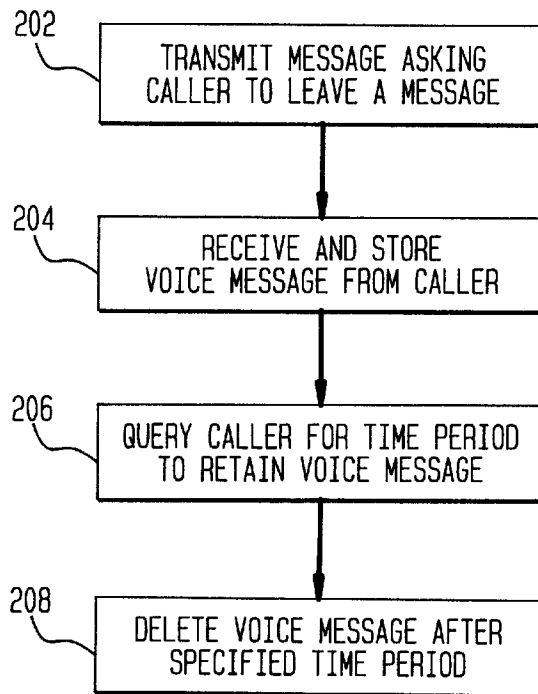 202
TRANSMIT MESSAGE ASKING
CALLER TO LEAVE A MESSAGE
204
RECEIVE AND STORE
VOICE MESSAGE FROM CALLER
206
QUERY CALLER FOR TIME PERIOD
TO RETAIN VOICE MESSAGE
208
DELETE VOICE MESSAGE AFTER
SPECIFIED TIME PERIOD